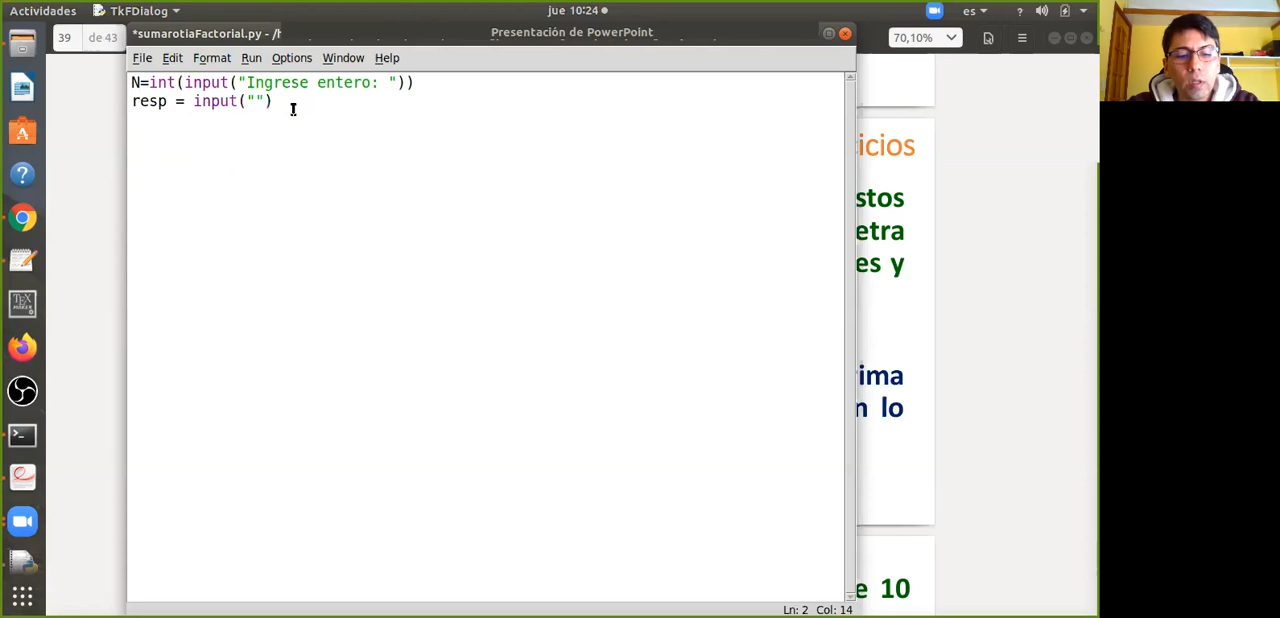 Actividades TkFDialog jue 10:24 es ?
39 de 43 *sumarotiaFactorial.py - /h Presentación de PowerPoint 70,10%
File Edit Format Run Options Window Help
N=int(input("Ingrese entero: "))
resp = input("")
icios
stos
etra
es y
ima
n lo
e 10
Ln: 2 Col: 14